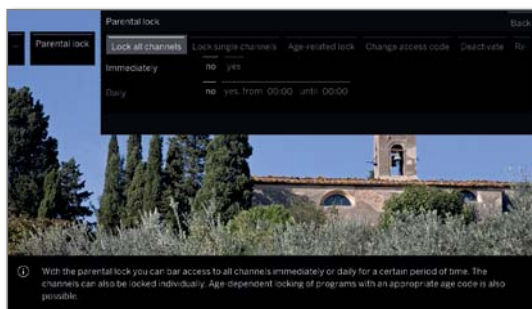 Parental lock Back
... Parental lock Lock all channels Lock single channels Age-related lock Change access code Deactivate
Immediately no yes
Daily no yes, from 00:00 until 00:00
With the parental lock you can bar access to all channels immediately or daily for a certain period of time. The
channels can also be locked individually. Age-dependent locking of programs with an appropriate age code is also
possible.